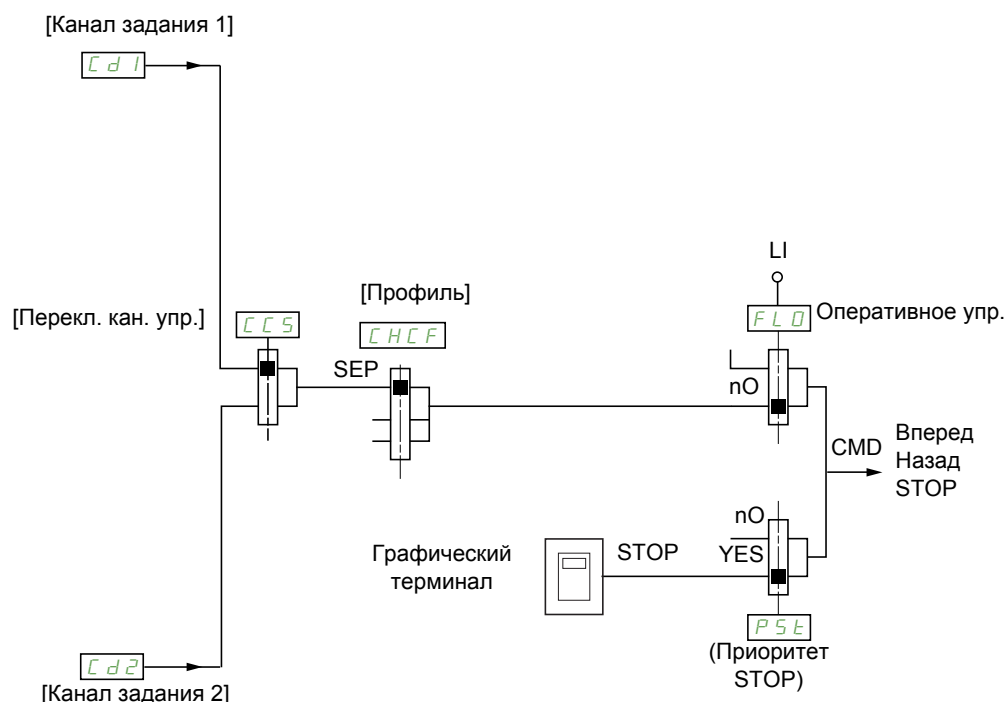 [Канал задания 1]
Cd1
LI
[Профиль]
[Перекл. кан. упр.]
CCS
CHCF
FLO
Оперативное упр.
SEP
nO
CMD
Вперед
Назад
STOP
nO
Графический
терминал
STOP
YES
PSt
(Приоритет
STOP)
Cd2
[Канал задания 2]